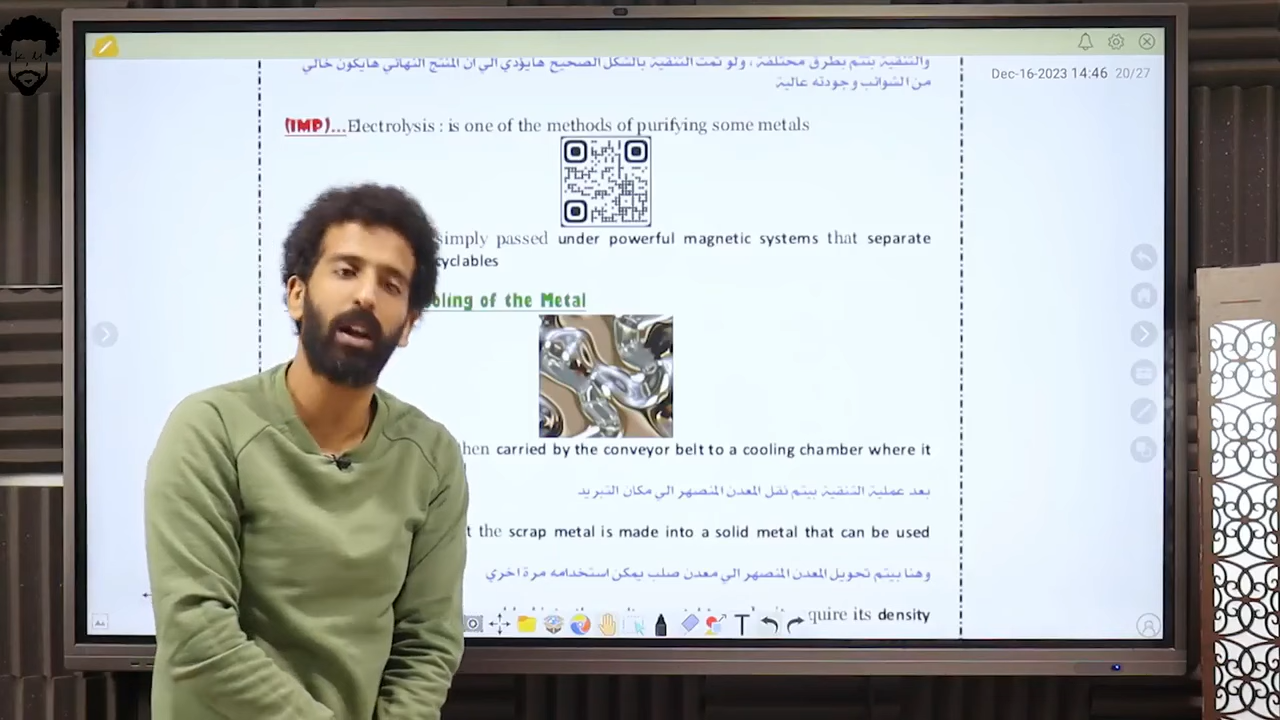 Dec-16-2023 14:46 20/27
والتنقية بتتم بطرق مختلفة ، ولو تمت التنقية بالشكل الصحيح هايؤدي الي ان المنتج النهائي هايكون خالي
من الشوائب وجودته عالية
(IMP)...Electrolysis : is one of the methods of purifying some metals
simply passed under powerful magnetic systems that separate
cyclables
oling of the Metal
hen carried by the conveyor belt to a cooling chamber where it
بعد عملية التنقية بيتم نقل المعدن المنصهر الي مكان التبريد
t the scrap metal is made into a solid metal that can be used
وهنا بيتم تحويل المعدن المنصهر الي معدن صلب يمكن استخدامه مرة اخري
quire its density